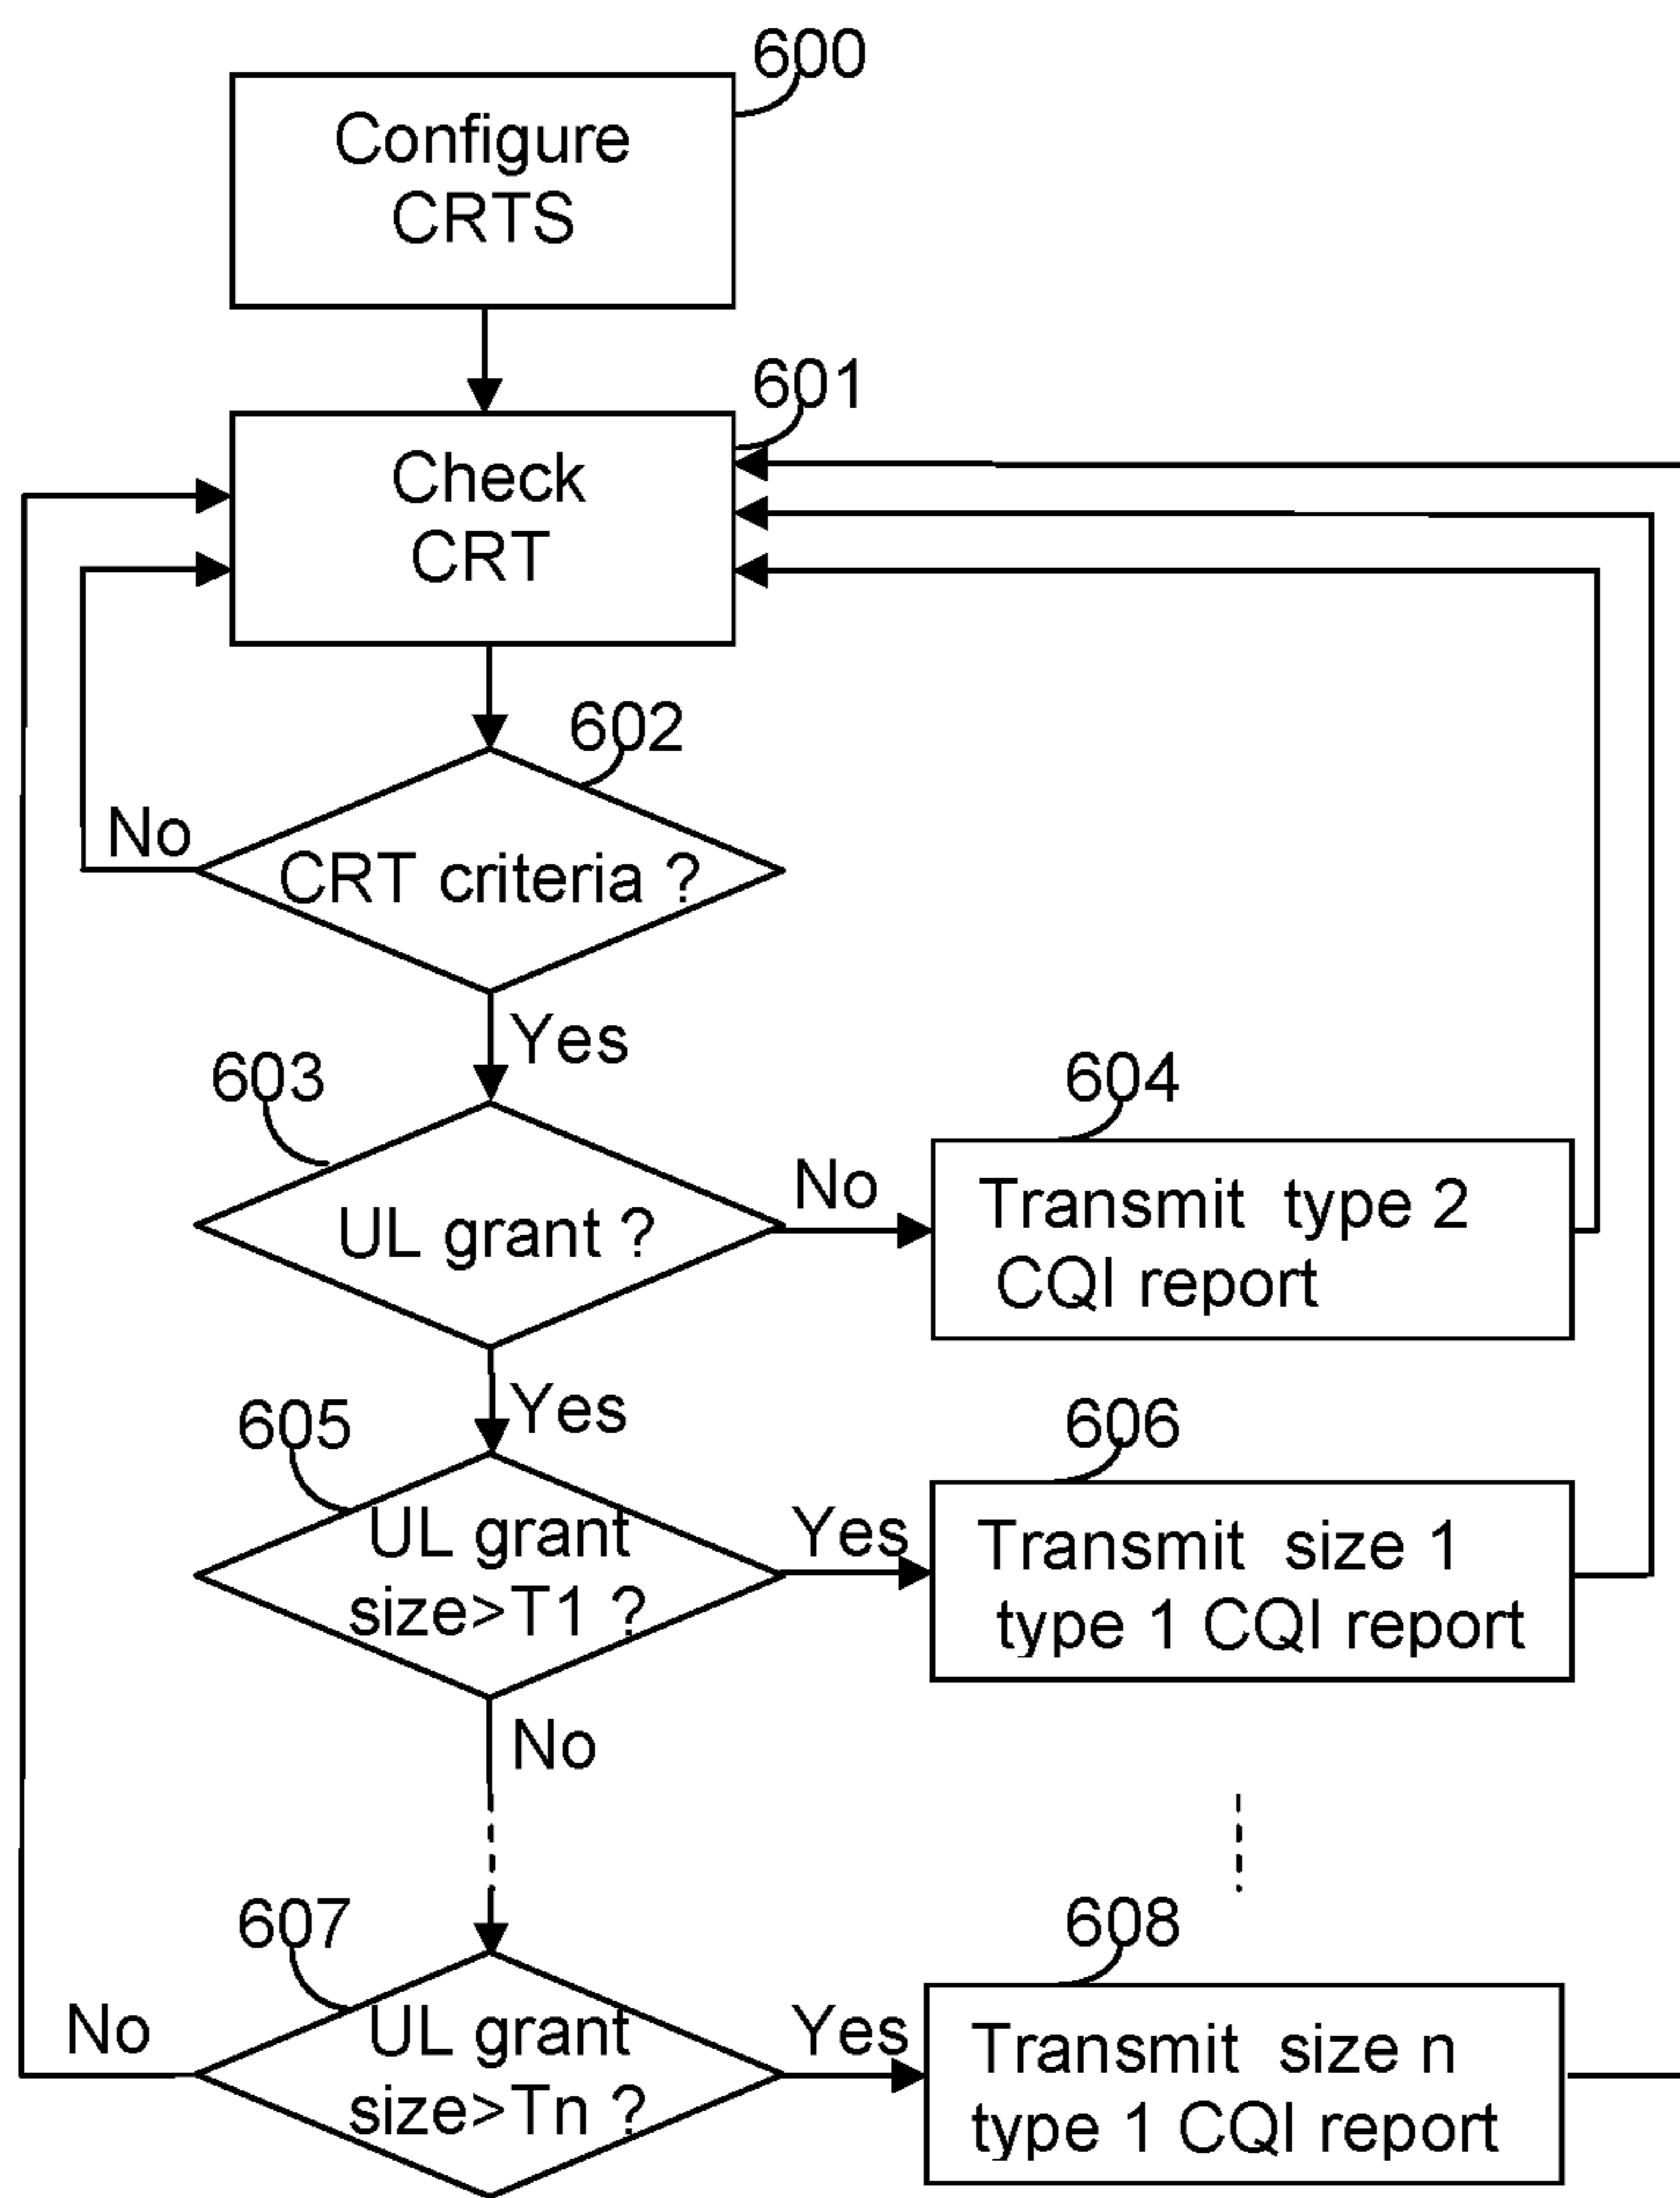 600
Configure
CRTS
601
Check
CRT
602
No
CRT criteria ?
Yes
603
604
UL grant ?
No
Transmit type 2
CQI report
Yes
605
606
UL grant
size>T1 ?
Yes
Transmit size 1
type 1 CQI report
No
607
608
No
UL grant
size>Tn ?
Yes
Transmit size n
type 1 CQI report